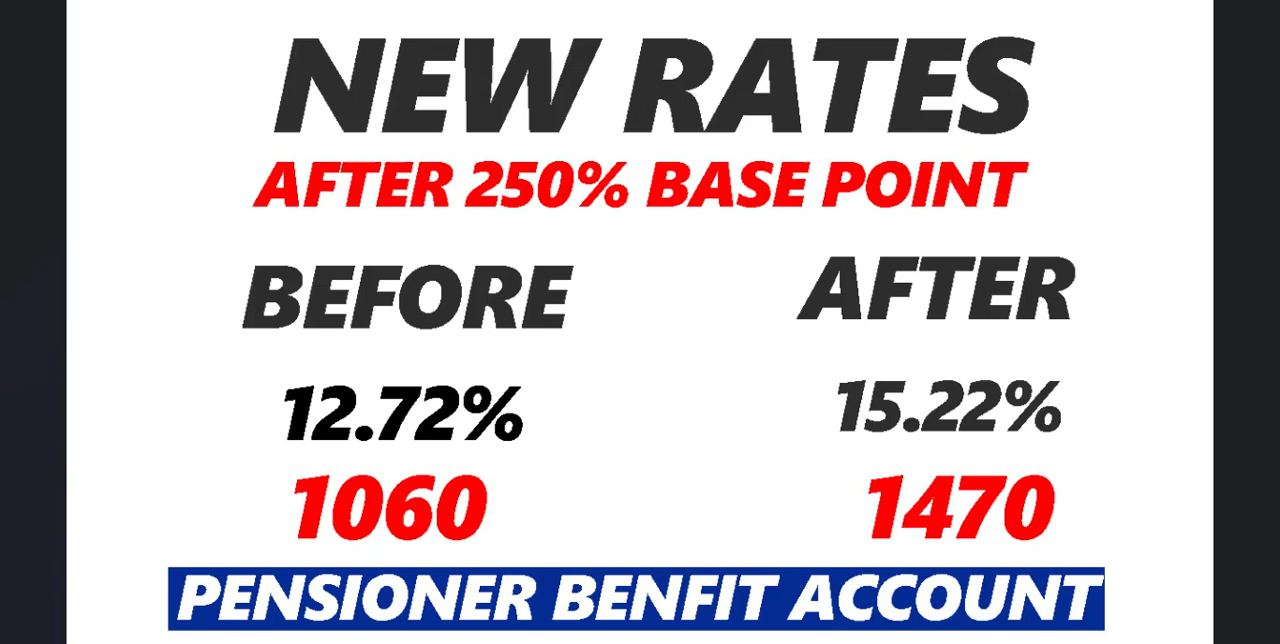 NEW RATES
AFTER 250% BASE POINT
BEFORE
AFTER
12.72%
15.22%
1060
1470
PENSIONER BENFIT ACCOUNT